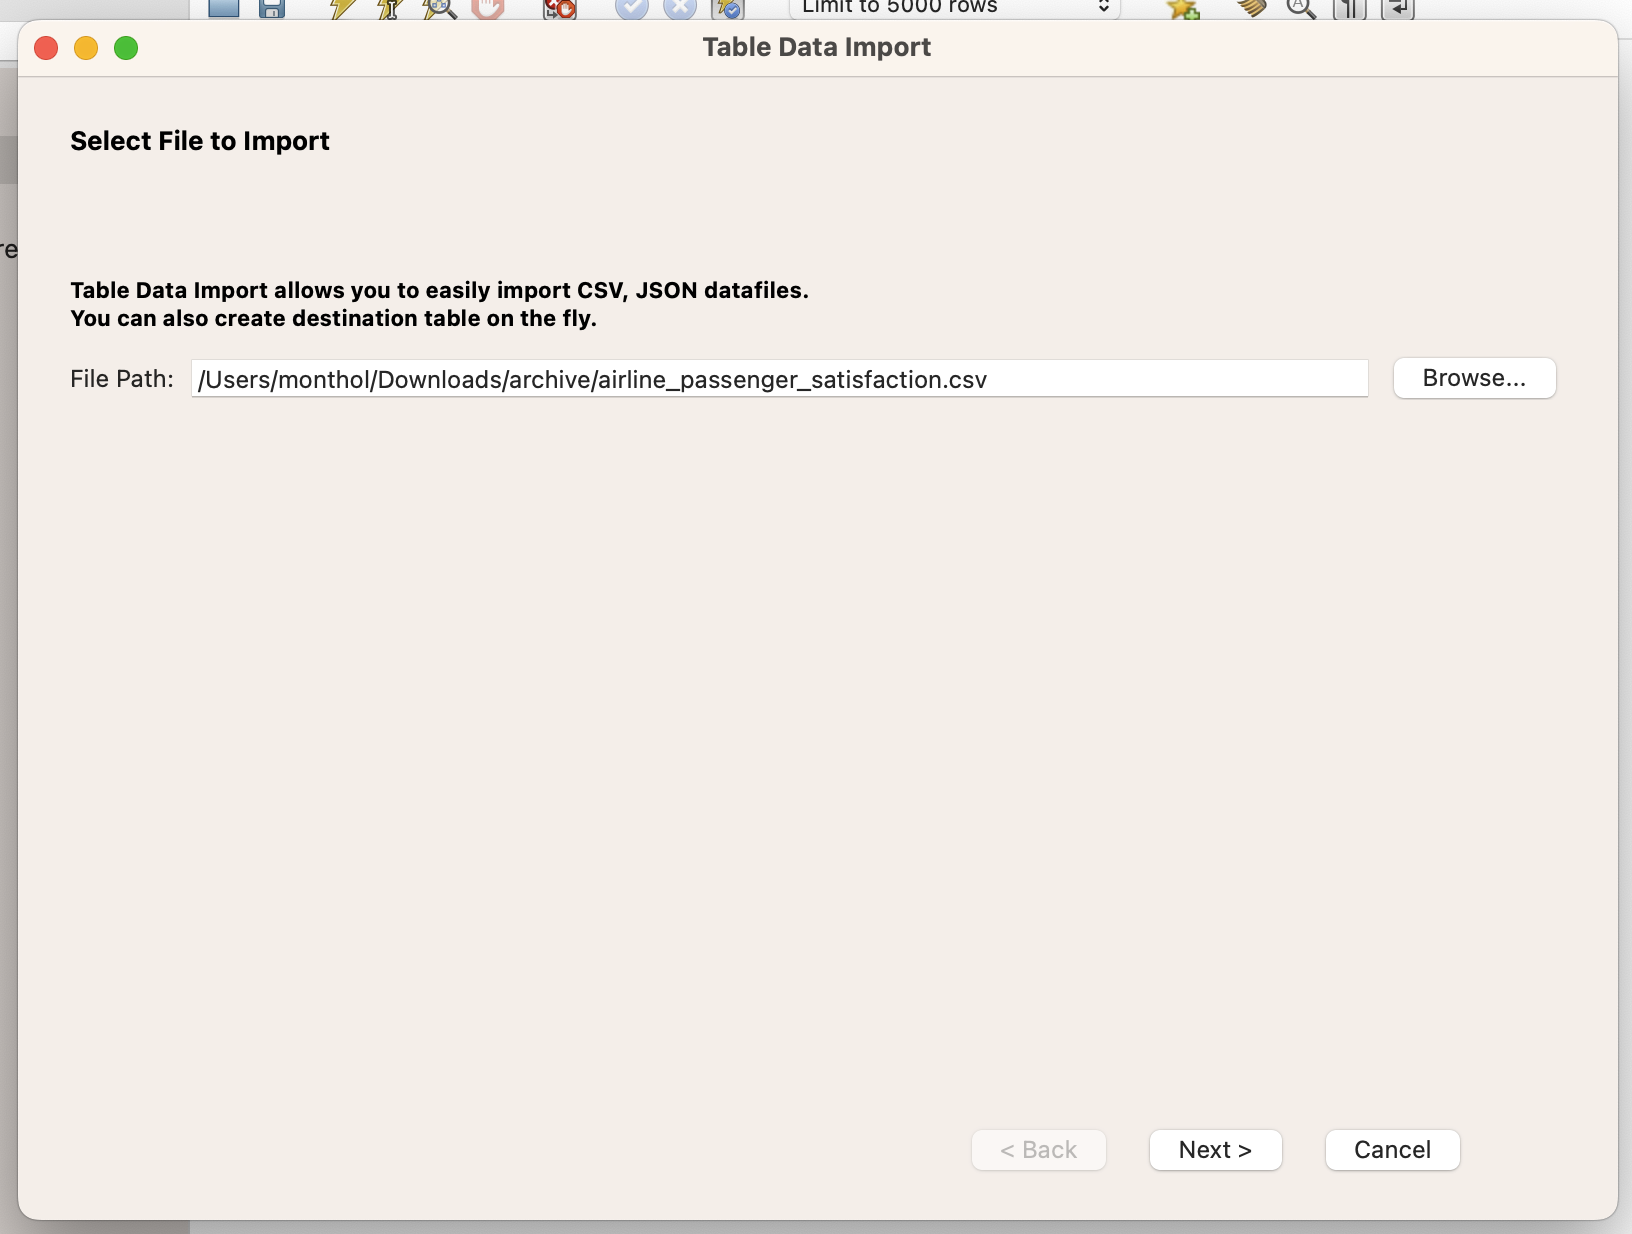 Limit to 5000 rows
Table Data Import
Select File to Import
re
Table Data Import allows you to easily import CSV, JSON datafiles.
You can also create destination table on the fly.
File Path: /Users/monthol/Downloads/archive/airline_passenger_satisfaction.csv Browse...
< Back Next > Cancel